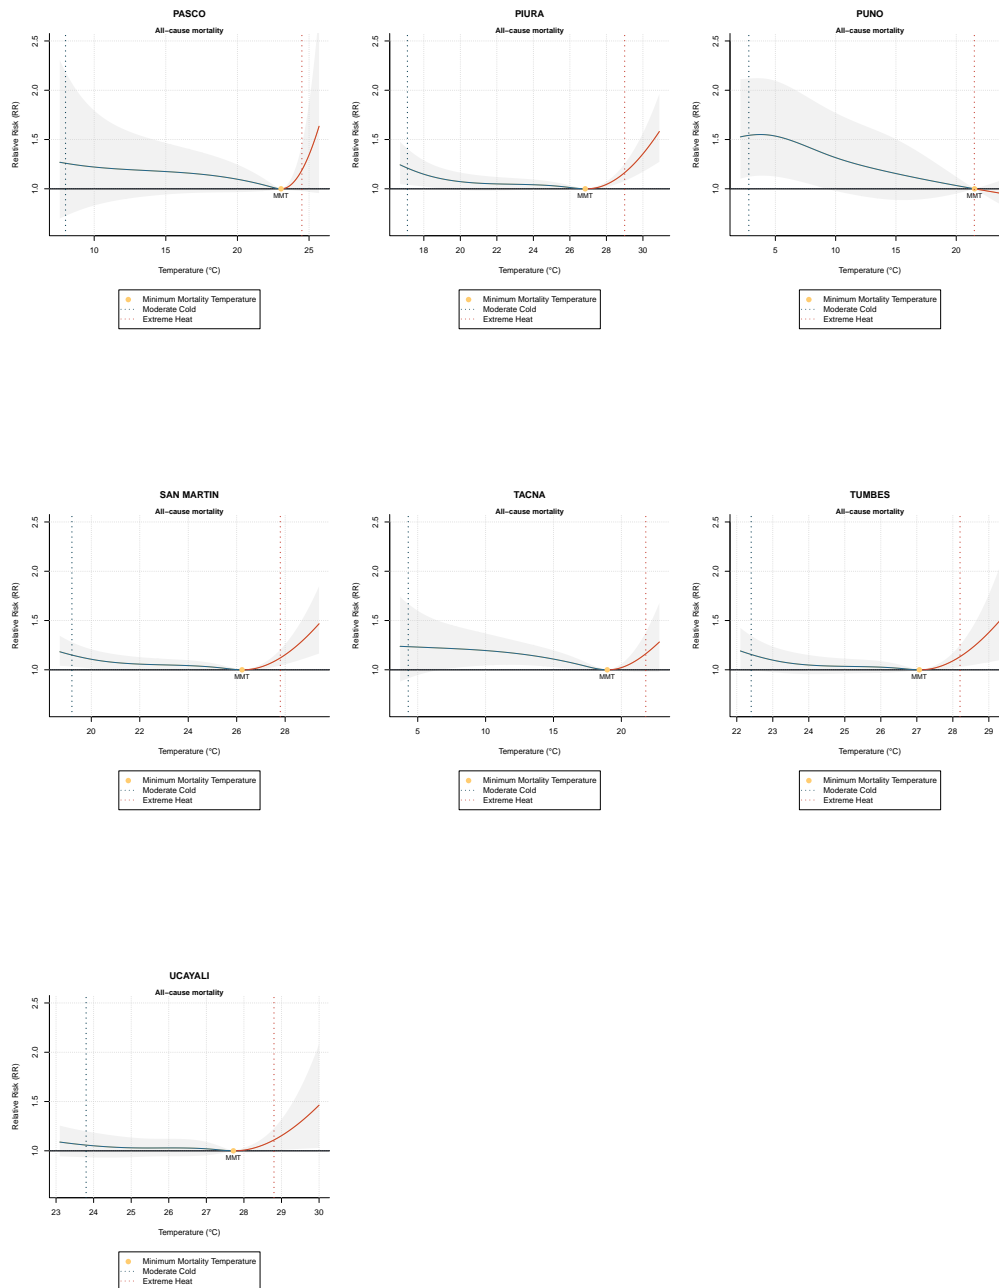 PASCO
All−cause mortality
Relative Risk (RR)
2.5
2.0
1.5
1.0
MMT
10 15 20 25
Temperature (°C)
Minimum Mortality Temperature
Moderate Cold
Extreme Heat
PIURA
All−cause mortality
Relative Risk (RR)
2.5
2.0
1.5
1.0
MMT
18 20 22 24 26 28 30
Temperature (°C)
Minimum Mortality Temperature
Moderate Cold
Extreme Heat
PUNO
All−cause mortality
Relative Risk (RR)
2.5
2.0
1.5
1.0
MMT
5 10 15 20
Temperature (°C)
Minimum Mortality Temperature
Moderate Cold
Extreme Heat
SAN MARTIN
All−cause mortality
Relative Risk (RR)
2.5
2.0
1.5
1.0
MMT
20 22 24 26 28
Temperature (°C)
Minimum Mortality Temperature
Moderate Cold
Extreme Heat
TACNA
All−cause mortality
Relative Risk (RR)
2.5
2.0
1.5
1.0
MMT
5 10 15 20
Temperature (°C)
Minimum Mortality Temperature
Moderate Cold
Extreme Heat
TUMBES
All−cause mortality
Relative Risk (RR)
2.5
2.0
1.5
1.0
MMT
22 23 24 25 26 27 28 29
Temperature (°C)
Minimum Mortality Temperature
Moderate Cold
Extreme Heat
UCAYALI
All−cause mortality
Relative Risk (RR)
2.5
2.0
1.5
1.0
MMT
23 24 25 26 27 28 29 30
Temperature (°C)
Minimum Mortality Temperature
Moderate Cold
Extreme Heat